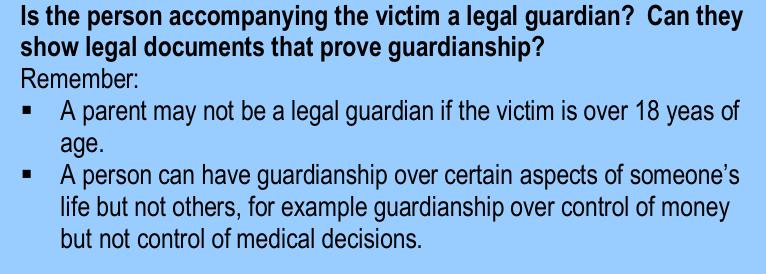 Is the person accompanying the victim a legal guardian?  Can they
show legal documents that prove guardianship?
Remember:
▪ A parent may not be a legal guardian if the victim is over 18 yeas of
age.
▪ A person can have guardianship over certain aspects of someone’s
life but not others, for example guardianship over control of money
but not control of medical decisions.